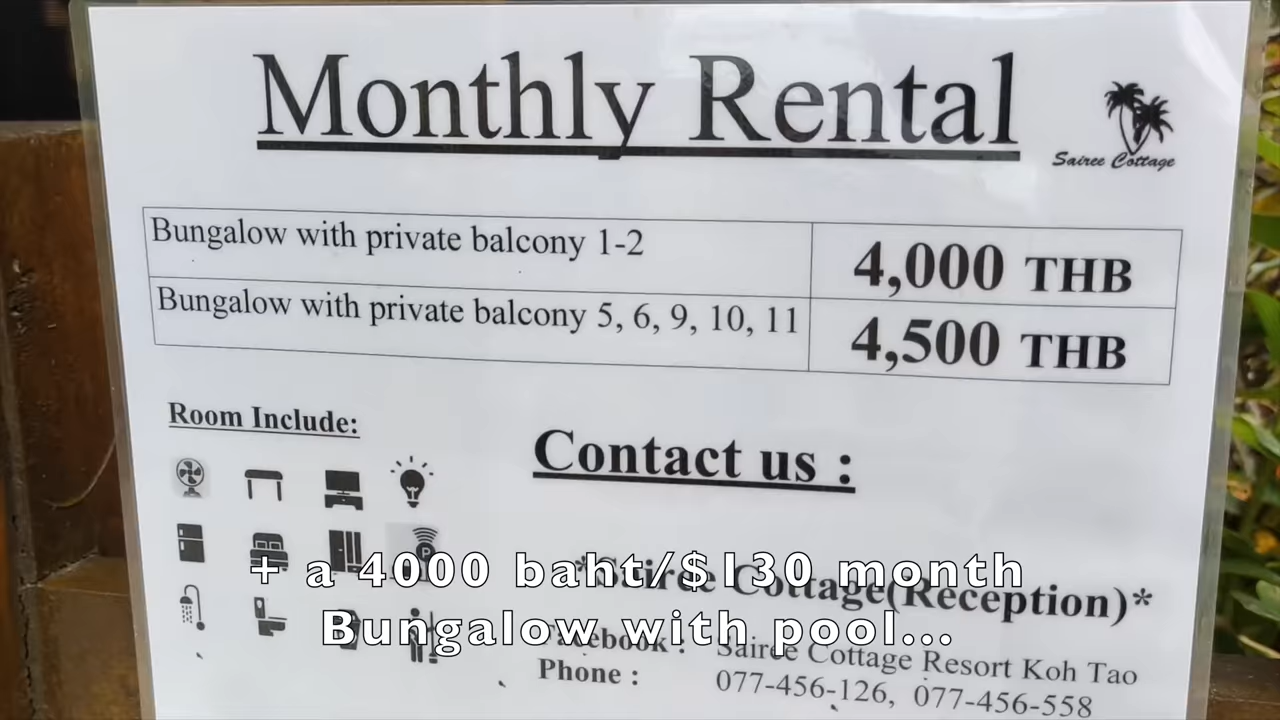 Monthly Rental
Sairee Cottage
Bungalow with private balcony 1-2
4,000 THB
Bungalow with private balcony 5, 6, 9, 10, 11
4,500 THB
Room Include:
Contact us :
P
*Sairee Cottage(Reception)*
Facebook : Sairee Cottage Resort Koh Tao
Phone : 077-456-126, 077-456-558
+ a 4000 baht/$130 month
Bungalow with pool...